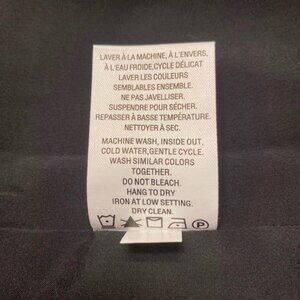 LAVER À LA MACHINE, À L'ENVERS,
À L'EAU FROIDE,CYCLE DÉLICAT
LAVER LES COULEURS
SEMBLABLES ENSEMBLE.
NE PAS JAVELLISER.
SUSPENDRE POUR SÉCHER.
REPASSER À BASSE TEMPÉRATURE.
NETTOYER À SEC.
MACHINE WASH, INSIDE OUT,
COLD WATER,GENTLE CYCLE.
WASH SIMILAR COLORS
TOGETHER.
DO NOT BLEACH.
HANG TO DRY
IRON AT LOW SETTING.
DRY CLEAN.
P